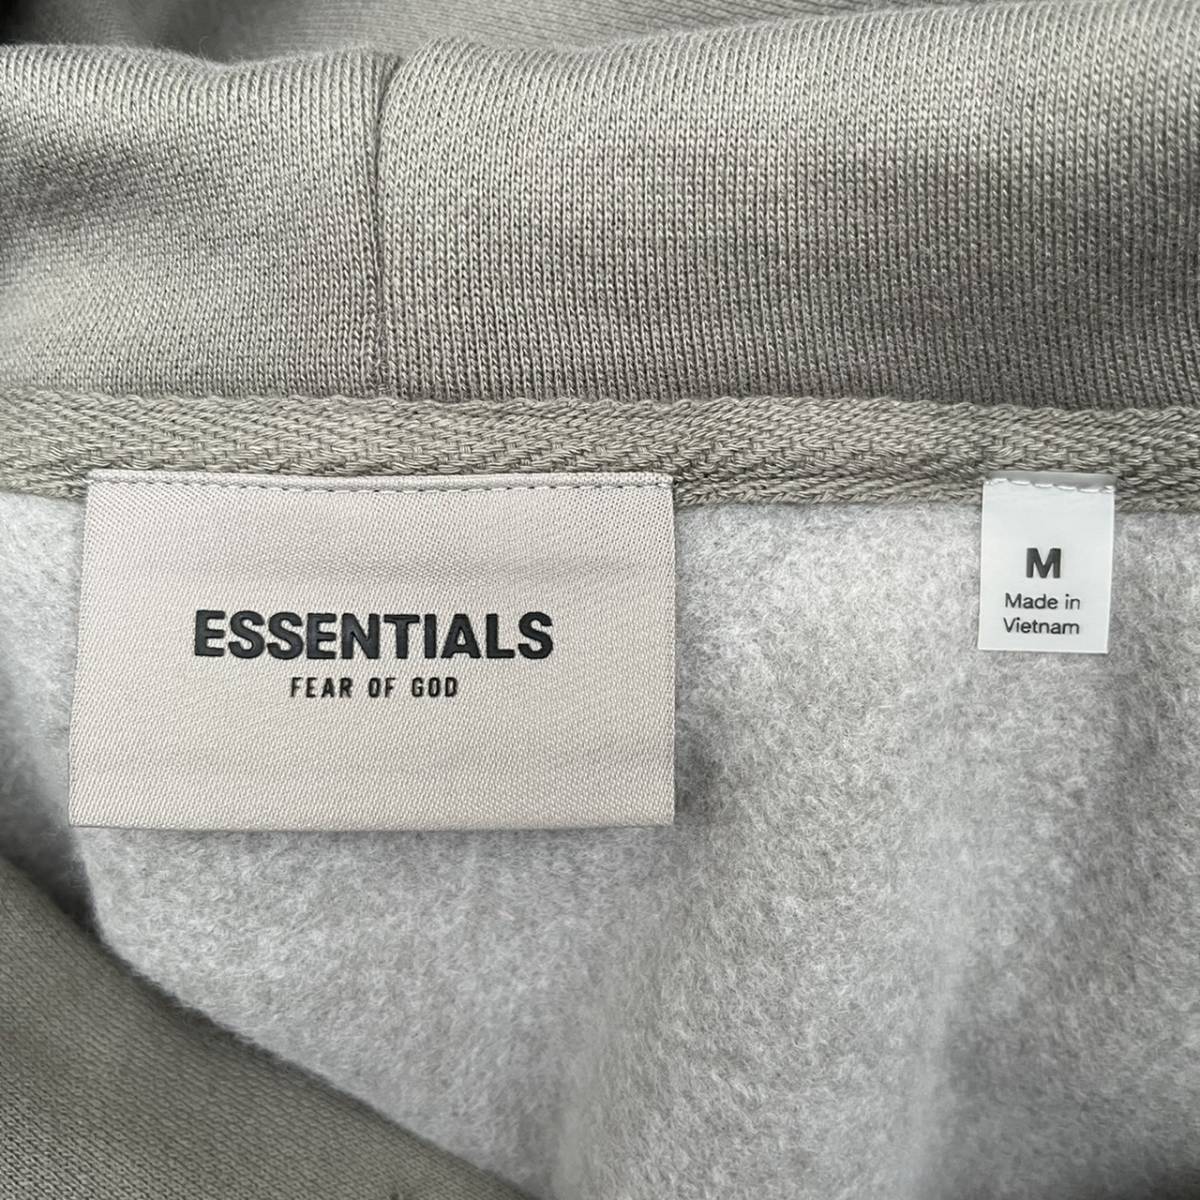 ESSENTIALS
FEAR OF GOD
M
Made in
Vietnam